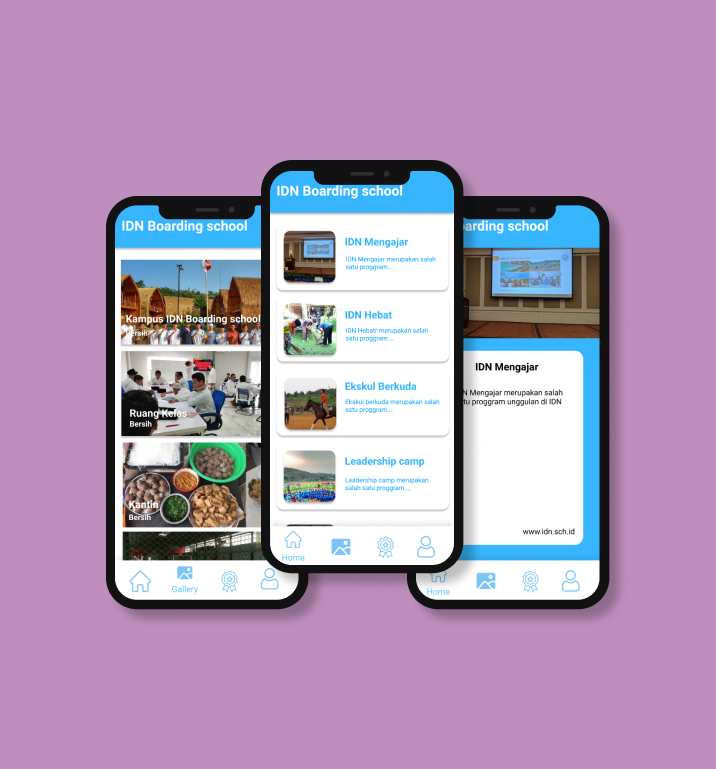 IDN Boarding school
Kampus IDN Boarding school
Bersih
Ruang Kelas
Bersih
Kantin
Bersih
Gallery
IDN Boarding school
IDN Mengajar
IDN Mengajar merupakan salah
satu proggram....
IDN Hebat
IDN Hebatr merupakan salah
satu proggram....
Ekskul Berkuda
Ekskul berkuda merupakan salah
satu proggram....
Leadership camp
Leadership camp merupakan
salah satu proggram....
Home
arding school
IDN Mengajar
N Mengajar merupakan salah
tu proggram unggulan di IDN
www.idn.sch.id
Home